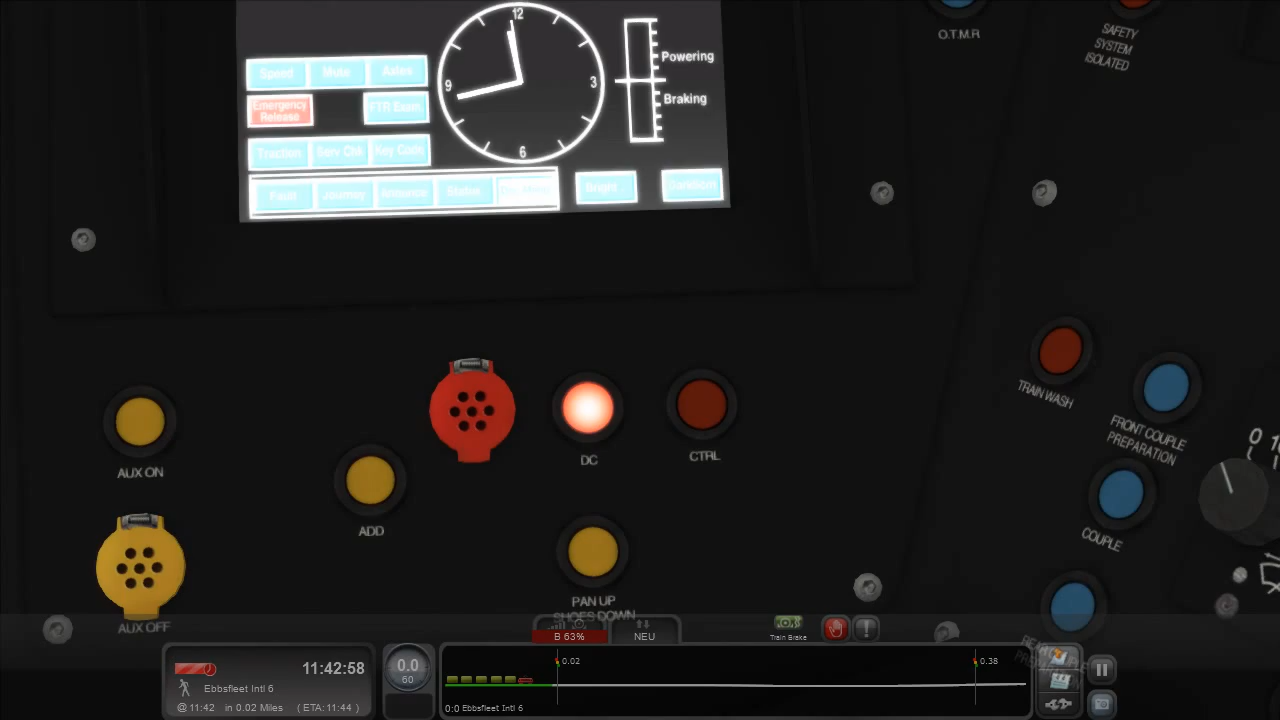 12
3
6
9
Powering
Braking
Speed
Mute
Axles
Emergency
Release
ETR Exam
Traction
Serv Chk
Key Code
Fault
Journey
Announce
Status
Bright
O.T.M.R
SAFETY
SYSTEM
ISOLATED
TRAIN WASH
FRONT COUPLE
PREPARATION
0
COUPLE
AUX ON
ADD
DC
CTRL
PAN UP
SHOES DOWN
AUX OFF
B 63%
NEU
Train Brake
11:42:58
Ebbsfleet Intl 6
@ 11:42 in 0.02 Miles ( ETA: 11:44 )
0.0
60
0.02
0.38
0:0 Ebbsfleet Intl 6